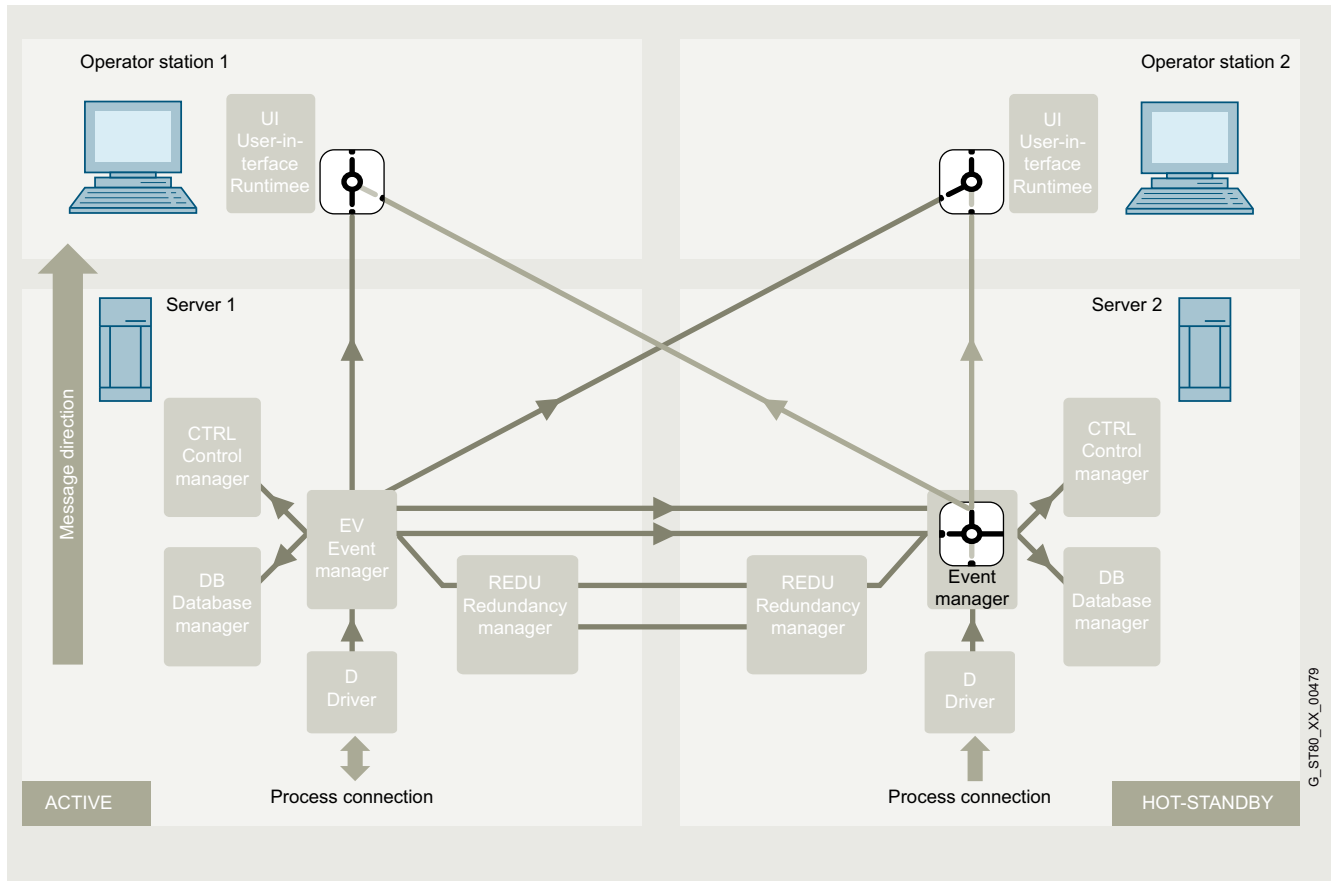 Operator station 1
Operator station 2
UI
User-in-
terface
Runtimee
UI
User-in-
terface
Runtimee
Server 1
Server 2
Message direction
CTRL
Control
manager
CTRL
Control
manager
EV
Event
manager
Event
manager
DB
Database
manager
REDU
Redundancy
manager
REDU
Redundancy
manager
DB
Database
manager
D
Driver
D
Driver
Process connection
Process connection
ACTIVE
HOT-STANDBY
G_ST80_XX_00479